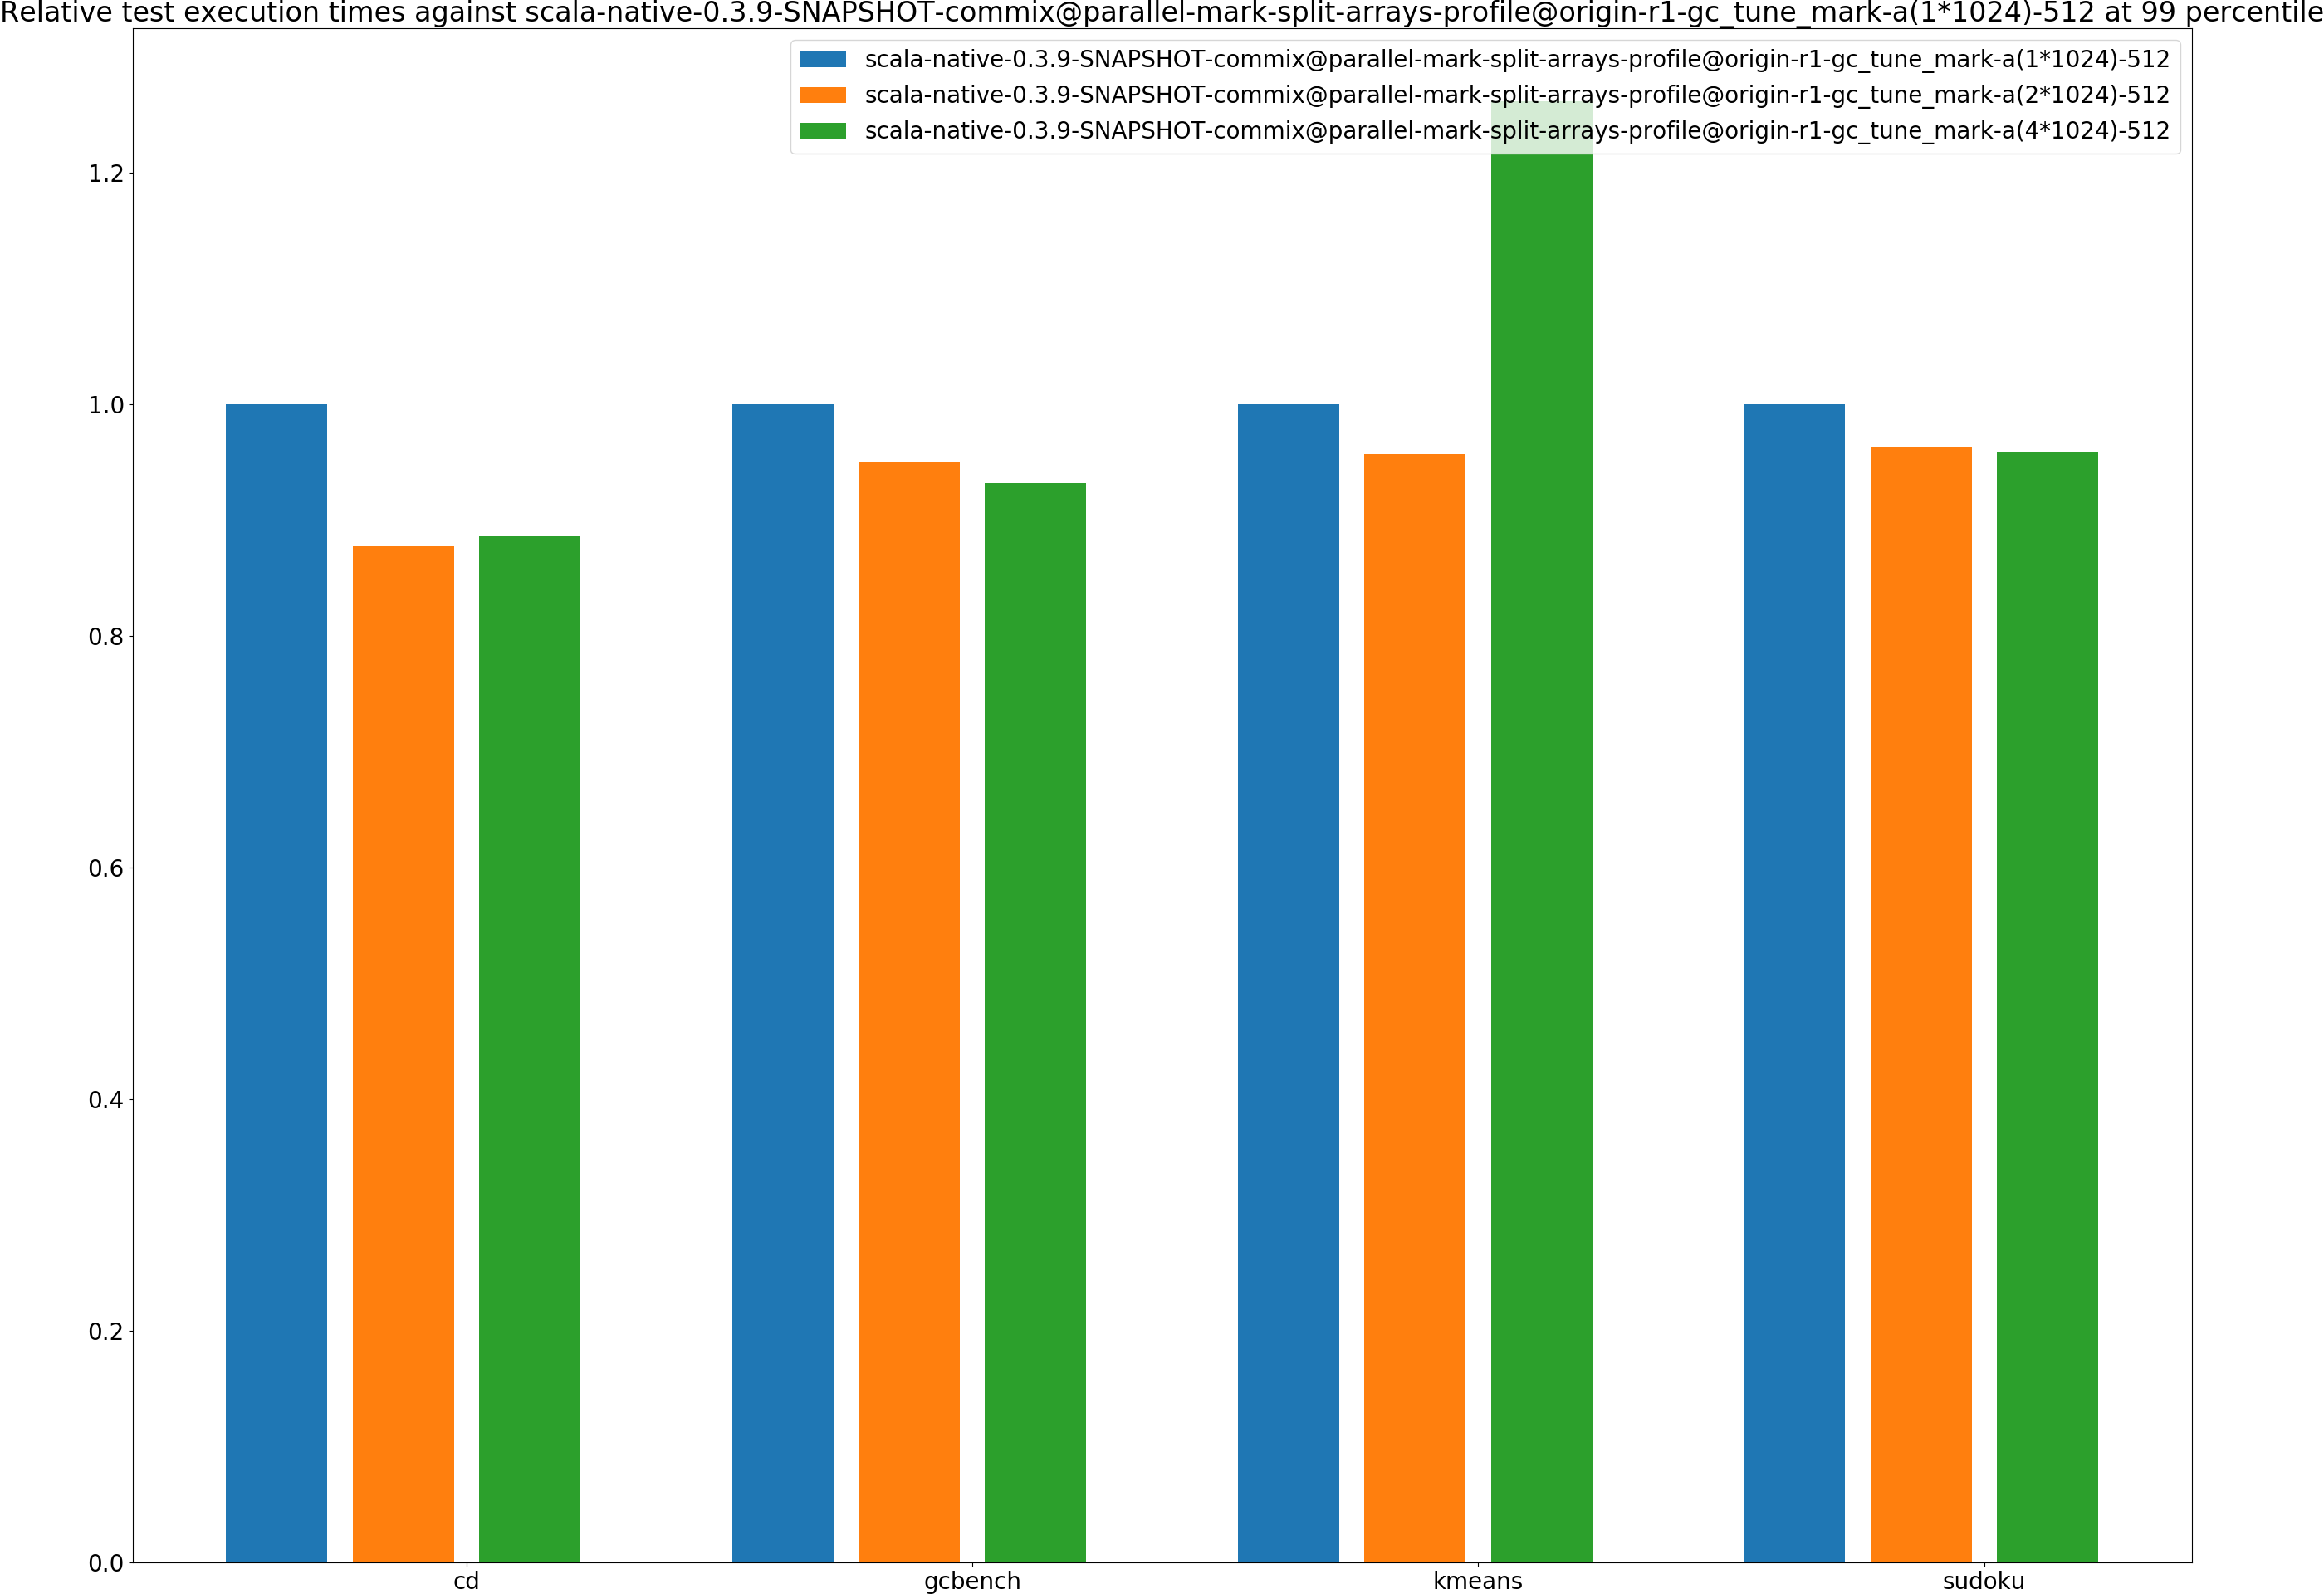 Relative test execution times against scala-native-0.3.9-SNAPSHOT-commix@parallel-mark-split-arrays-profile@origin-r1-gc_tune_mark-a(1*1024)-512 at 99 percentile
scala-native-0.3.9-SNAPSHOT-commix@parallel-mark-split-arrays-profile@origin-r1-gc_tune_mark-a(1*1024)-512
scala-native-0.3.9-SNAPSHOT-commix@parallel-mark-split-arrays-profile@origin-r1-gc_tune_mark-a(2*1024)-512
scala-native-0.3.9-SNAPSHOT-commix@parallel-mark-split-arrays-profile@origin-r1-gc_tune_mark-a(4*1024)-512
1.2
1.0
0.8
0.6
0.4
0.2
0.0
cd gcbench kmeans sudoku